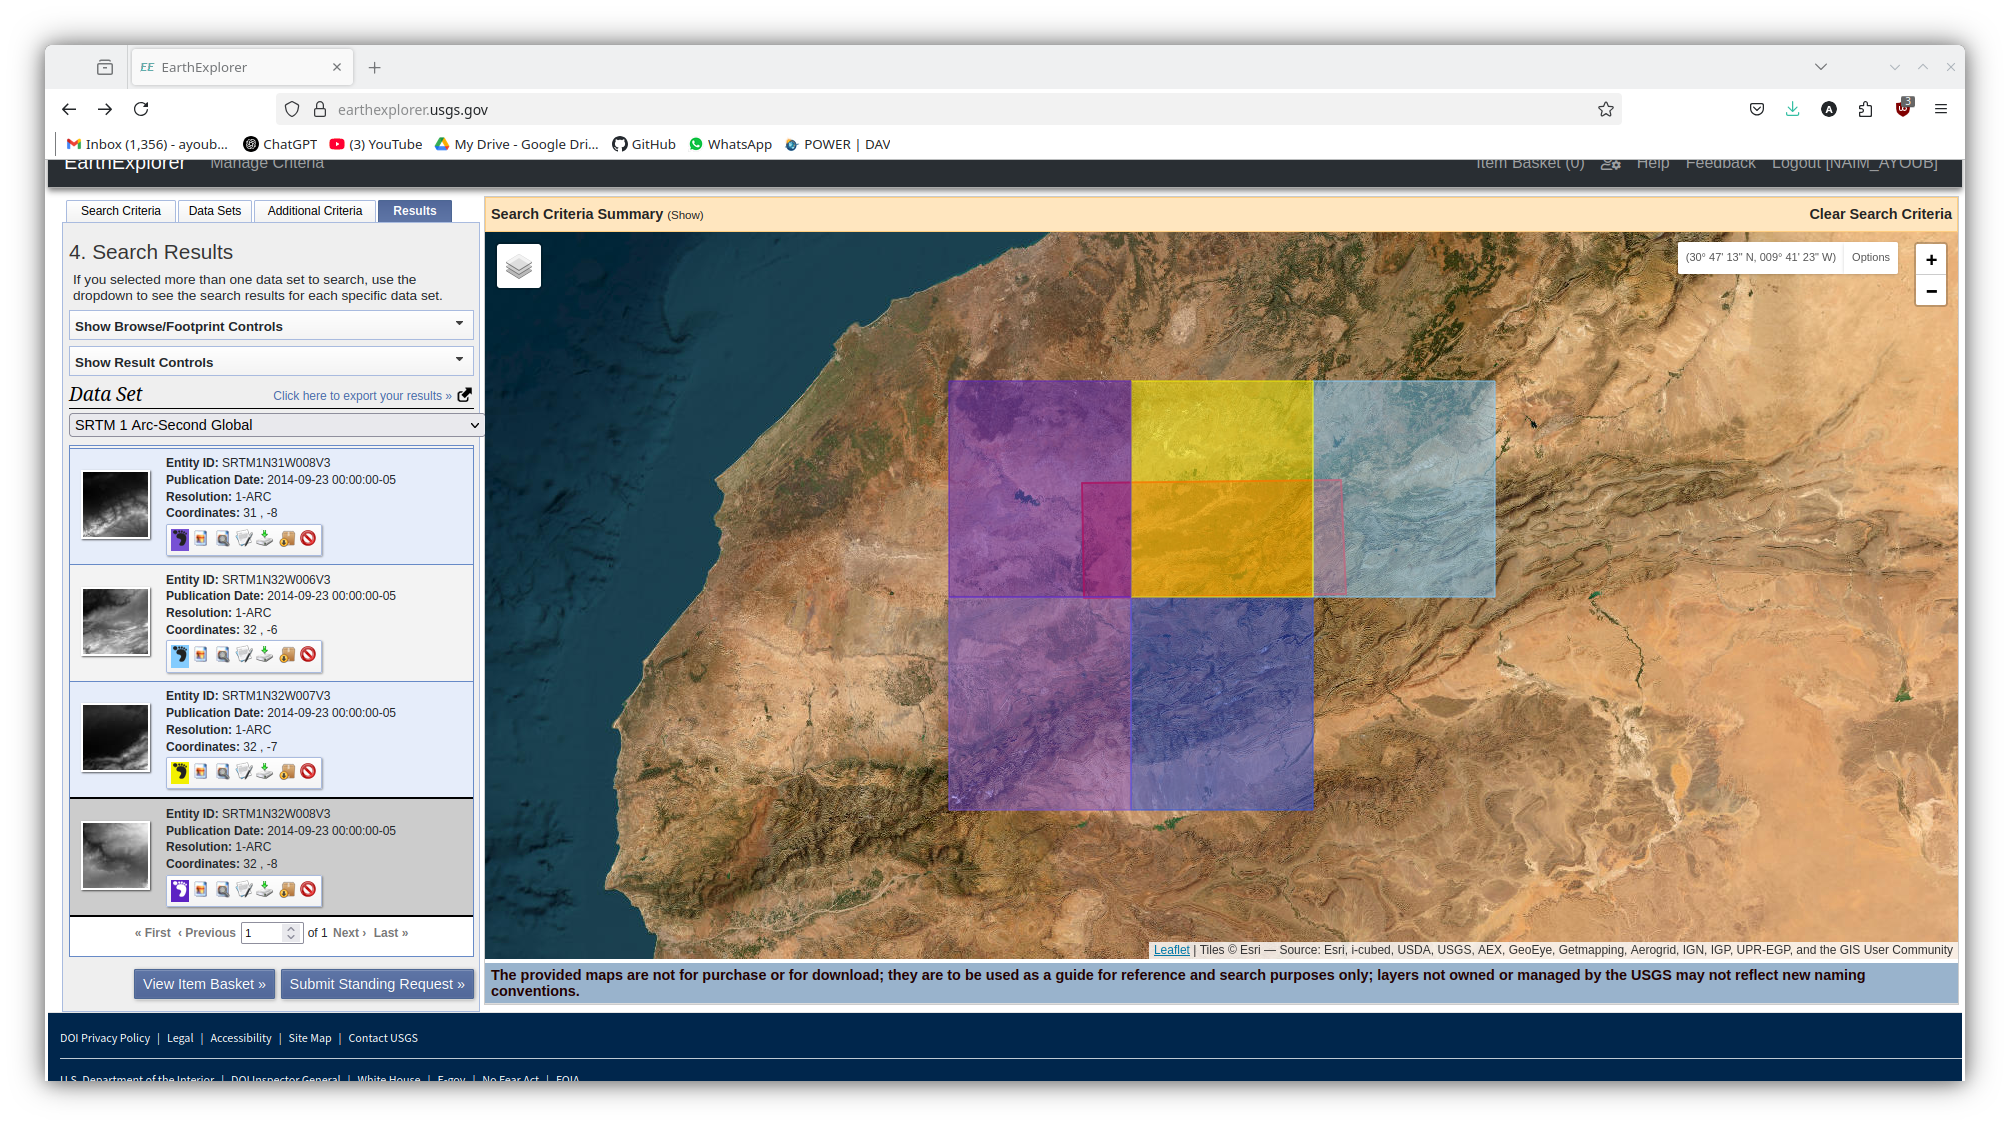 EE EarthExplorer
earthexplorer.usgs.gov
3
Inbox (1,356) - ayoub... ChatGPT (3) YouTube My Drive - Google Dri... GitHub WhatsApp POWER | DAV
EarthExplorer Manage Criteria Item Basket (0) Help Feedback Logout [NAIM_AYOUB]
Search Criteria Data Sets Additional Criteria Results
Search Criteria Summary (Show) Clear Search Criteria
4. Search Results
If you selected more than one data set to search, use the
dropdown to see the search results for each specific data set.
Show Browse/Footprint Controls
Show Result Controls
Data Set Click here to export your results »
SRTM 1 Arc-Second Global
Entity ID: SRTM1N31W008V3
Publication Date: 2014-09-23 00:00:00-05
Resolution: 1-ARC
Coordinates: 31 , -8
Entity ID: SRTM1N32W006V3
Publication Date: 2014-09-23 00:00:00-05
Resolution: 1-ARC
Coordinates: 32 , -6
Entity ID: SRTM1N32W007V3
Publication Date: 2014-09-23 00:00:00-05
Resolution: 1-ARC
Coordinates: 32 , -7
Entity ID: SRTM1N32W008V3
Publication Date: 2014-09-23 00:00:00-05
Resolution: 1-ARC
Coordinates: 32 , -8
« First ‹ Previous 1 of 1 Next › Last »
View Item Basket » Submit Standing Request »
(30° 47' 13" N, 009° 41' 23" W) Options
+
−
Leaflet | Tiles © Esri — Source: Esri, i-cubed, USDA, USGS, AEX, GeoEye, Getmapping, Aerogrid, IGN, IGP, UPR-EGP, and the GIS User Community
The provided maps are not for purchase or for download; they are to be used as a guide for reference and search purposes only; layers not owned or managed by the USGS may not reflect new naming
conventions.
DOI Privacy Policy | Legal | Accessibility | Site Map | Contact USGS
U.S. Department of the Interior | DOI Inspector General | White House | E-gov | No Fear Act | FOIA